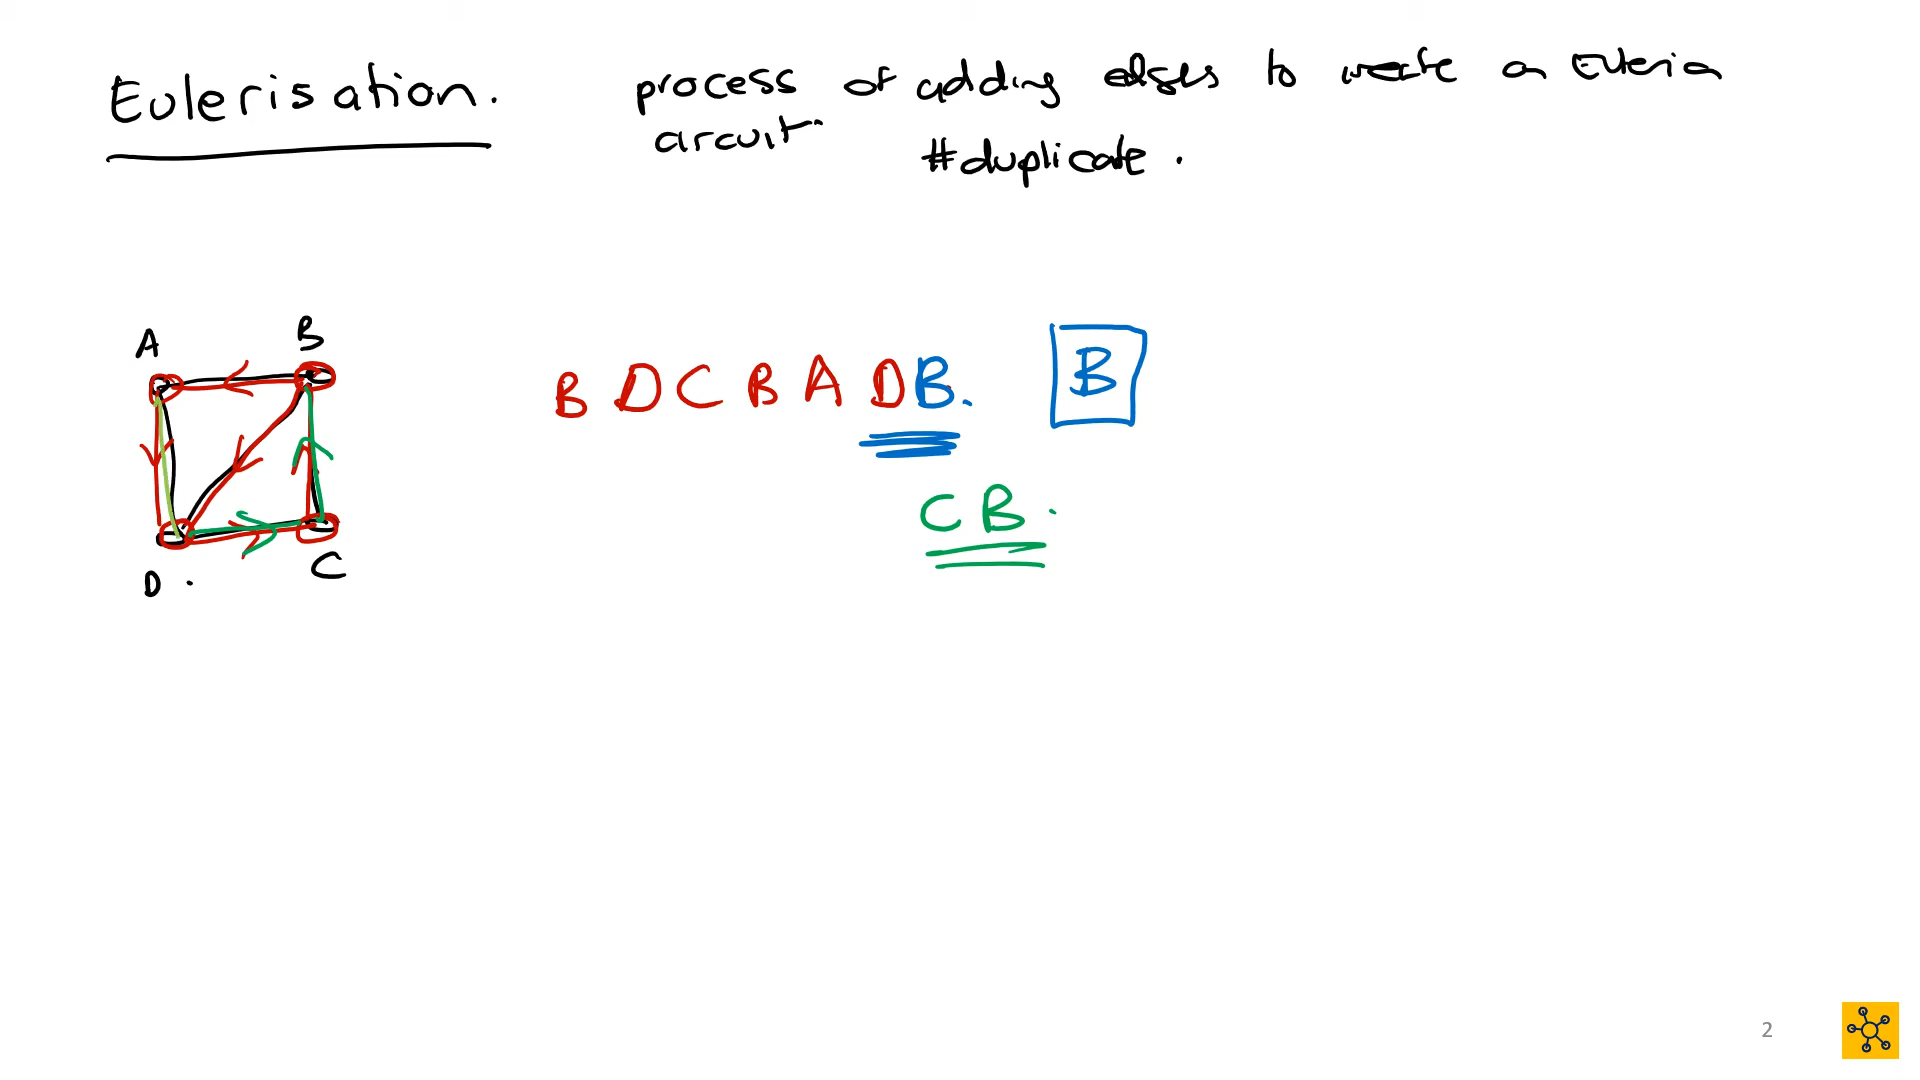 Eulerisation. process of adding edges to create an Eulerian
circuit. #duplicate.
A B
B D C B A D B. B
C B.
D. C
2